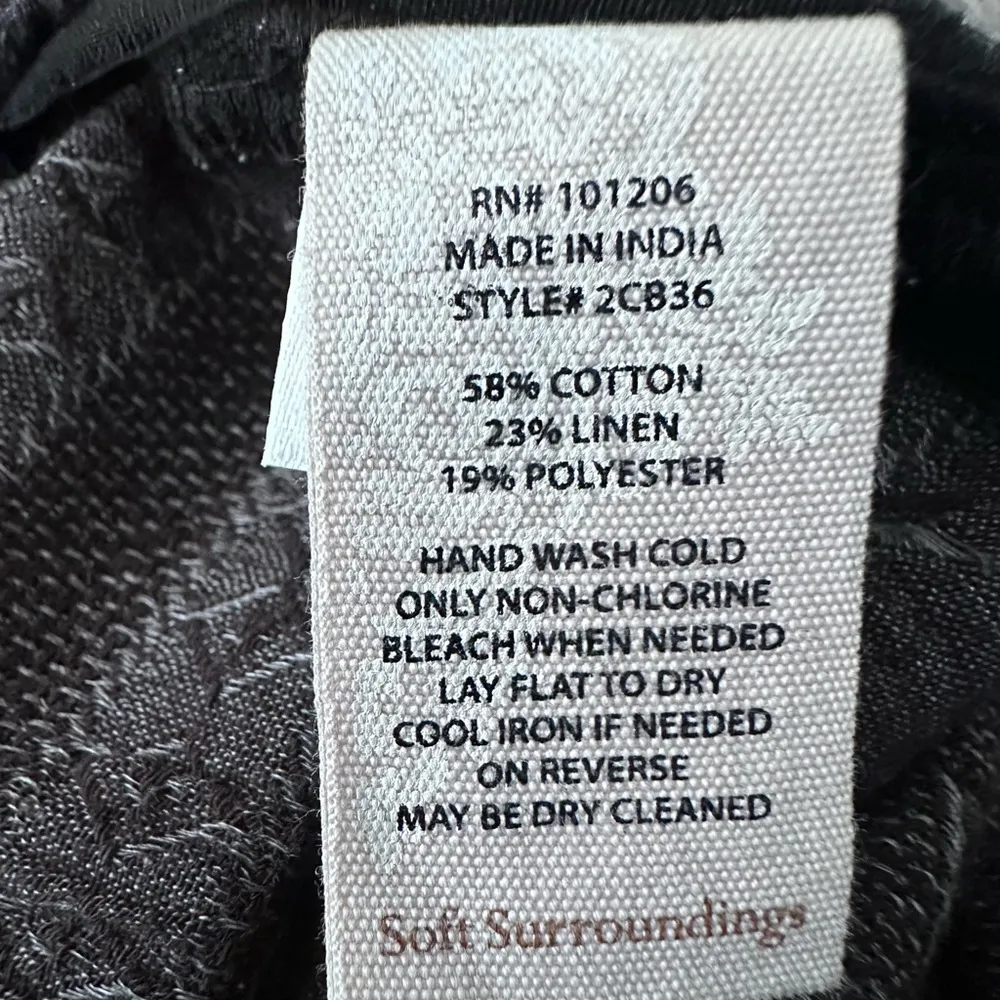 RN# 101206
MADE IN INDIA
STYLE# 2CB36
58% COTTON
23% LINEN
19% POLYESTER
HAND WASH COLD
ONLY NON-CHLORINE
BLEACH WHEN NEEDED
LAY FLAT TO DRY
COOL IRON IF NEEDED
ON REVERSE
MAY BE DRY CLEANED
Soft Surroundings